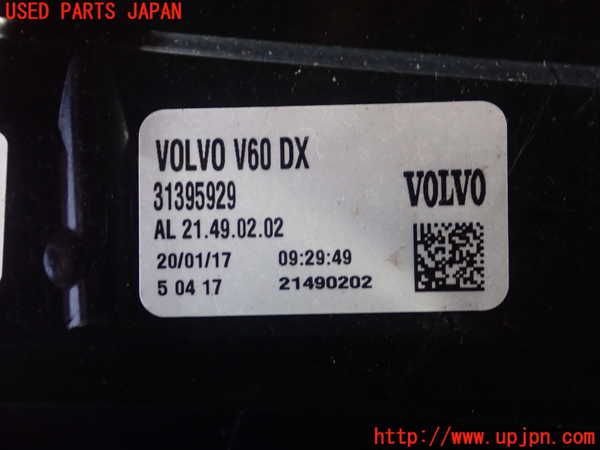 USED PARTS JAPAN
VOLVO V60 DX
31395929
VOLVO
AL 21.49.02.02
20/01/17 09:29:49
5 04 17 21490202
UPJ
http://www.upjpn.com/